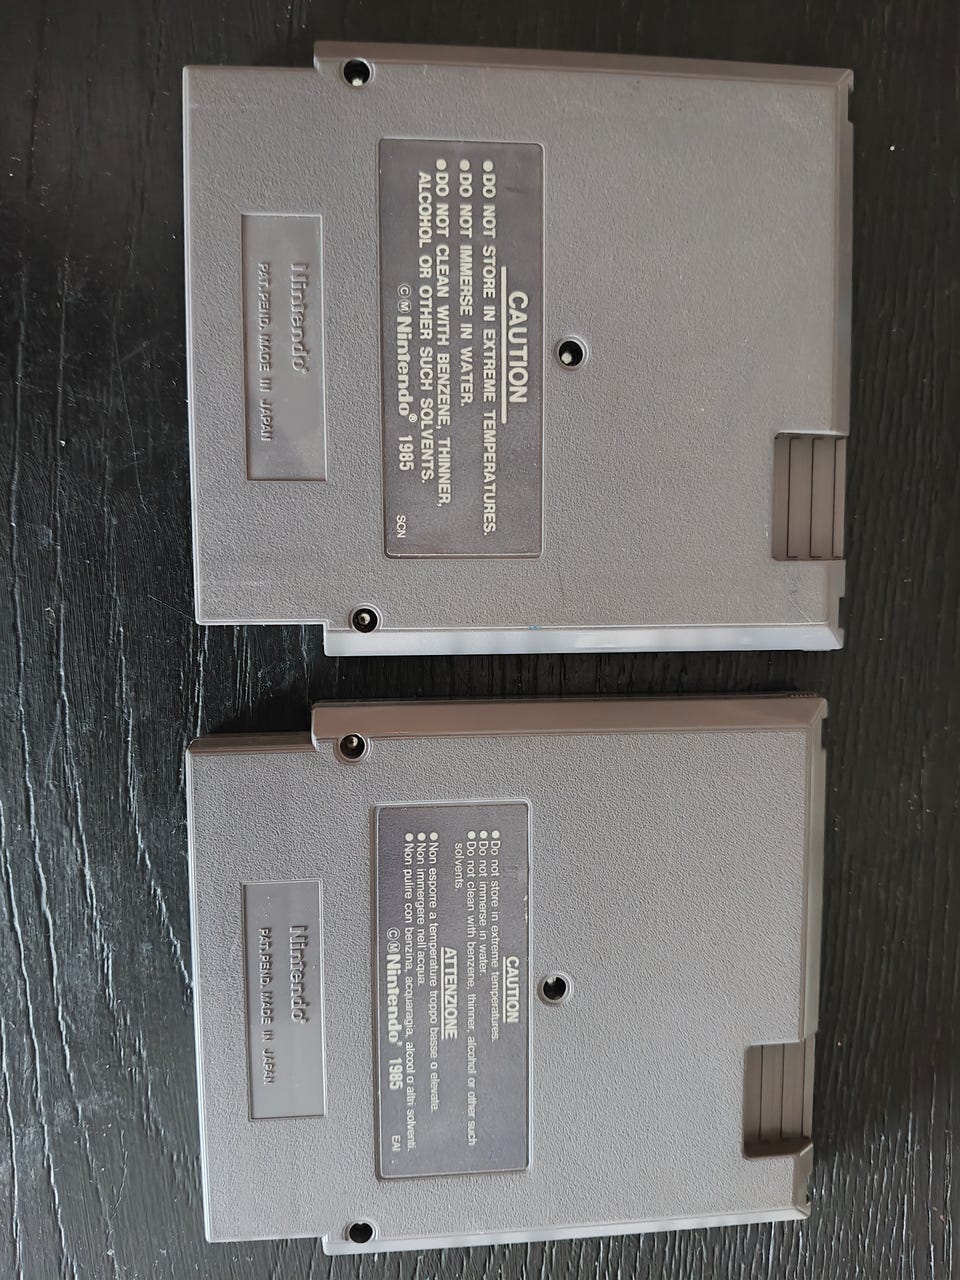 CAUTION
●DO NOT STORE IN EXTREME TEMPERATURES.
●DO NOT IMMERSE IN WATER.
●DO NOT CLEAN WITH BENZENE, THINNER,
ALCOHOL OR OTHER SUCH SOLVENTS.
ⒸⓂNintendo® 1985
SCN
Nintendo®
PAT.PEND. MADE IN JAPAN
CAUTION
●Do not store in extreme temperatures.
●Do not immerse in water.
●Do not clean with benzene, thinner, alcohol or other such
solvents.
ATTENZIONE
●Non esporre a temperature troppo basse o elevate.
●Non immergere nell'acqua.
●Non pulire con benzina, acquaragia, alcool o altri solventi.
ⒸⓂNintendo® 1985
EAI
Nintendo®
PAT.PEND. MADE IN JAPAN